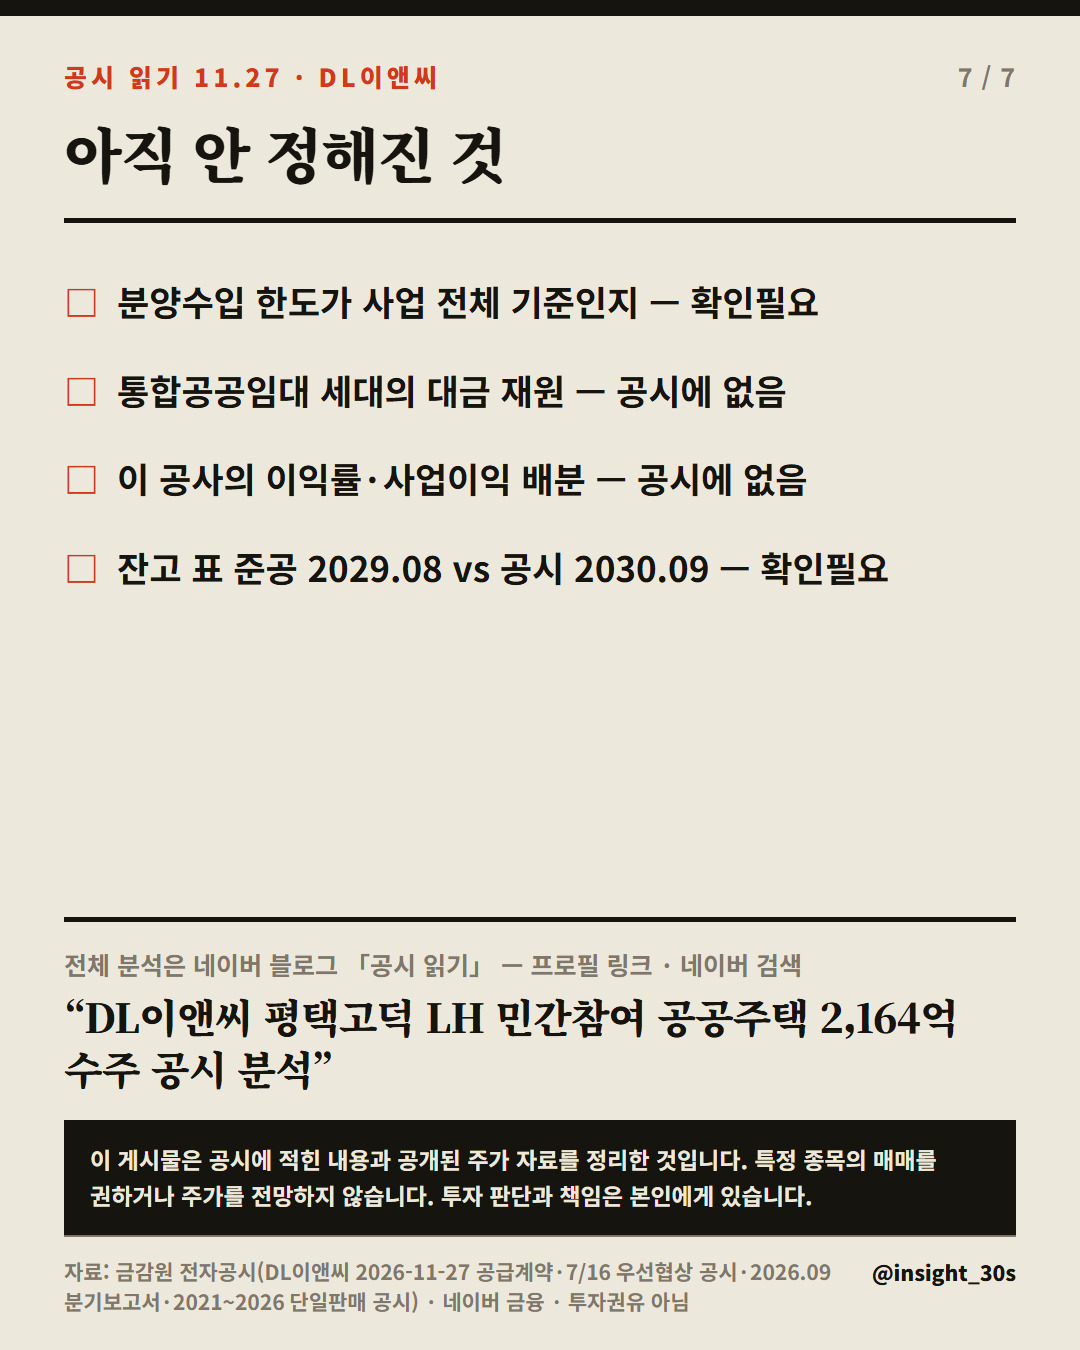 공시 읽기 11.27 · DL이앤씨
7 / 7
아직 안 정해진 것
□ 분양수입 한도가 사업 전체 기준인지 — 확인필요
□ 통합공공임대 세대의 대금 재원 — 공시에 없음
□ 이 공사의 이익률·사업이익 배분 — 공시에 없음
□ 잔고 표 준공 2029.08 vs 공시 2030.09 — 확인필요
전체 분석은 네이버 블로그 「공시 읽기」 — 프로필 링크 · 네이버 검색
“DL이앤씨 평택고덕 LH 민간참여 공공주택 2,164억
수주 공시 분석”
이 게시물은 공시에 적힌 내용과 공개된 주가 자료를 정리한 것입니다. 특정 종목의 매매를
권하거나 주가를 전망하지 않습니다. 투자 판단과 책임은 본인에게 있습니다.
자료: 금감원 전자공시(DL이앤씨 2026-11-27 공급계약·7/16 우선협상 공시·2026.09
분기보고서·2021~2026 단일판매 공시) · 네이버 금융 · 투자권유 아님
@insight_30s